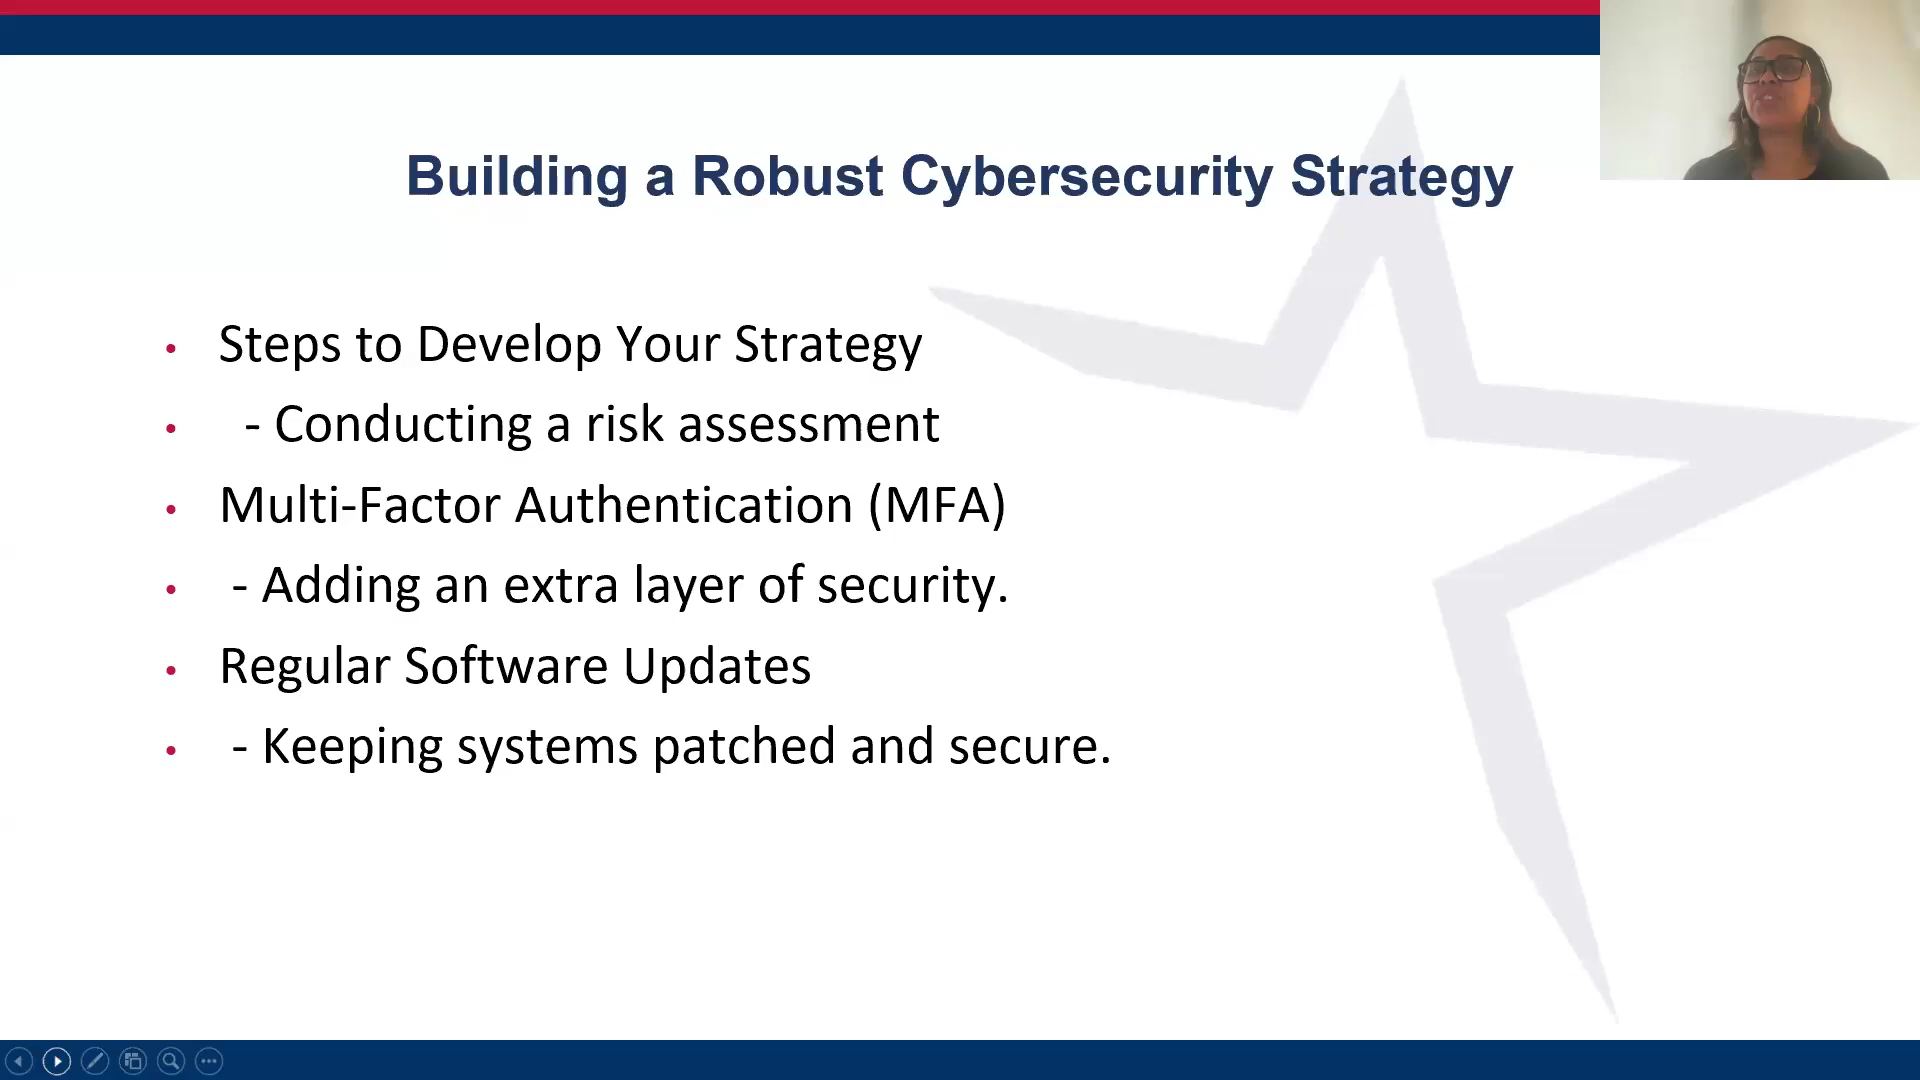 Building a Robust Cybersecurity Strategy
• Steps to Develop Your Strategy
• - Conducting a risk assessment
• Multi-Factor Authentication (MFA)
• - Adding an extra layer of security.
• Regular Software Updates
• - Keeping systems patched and secure.